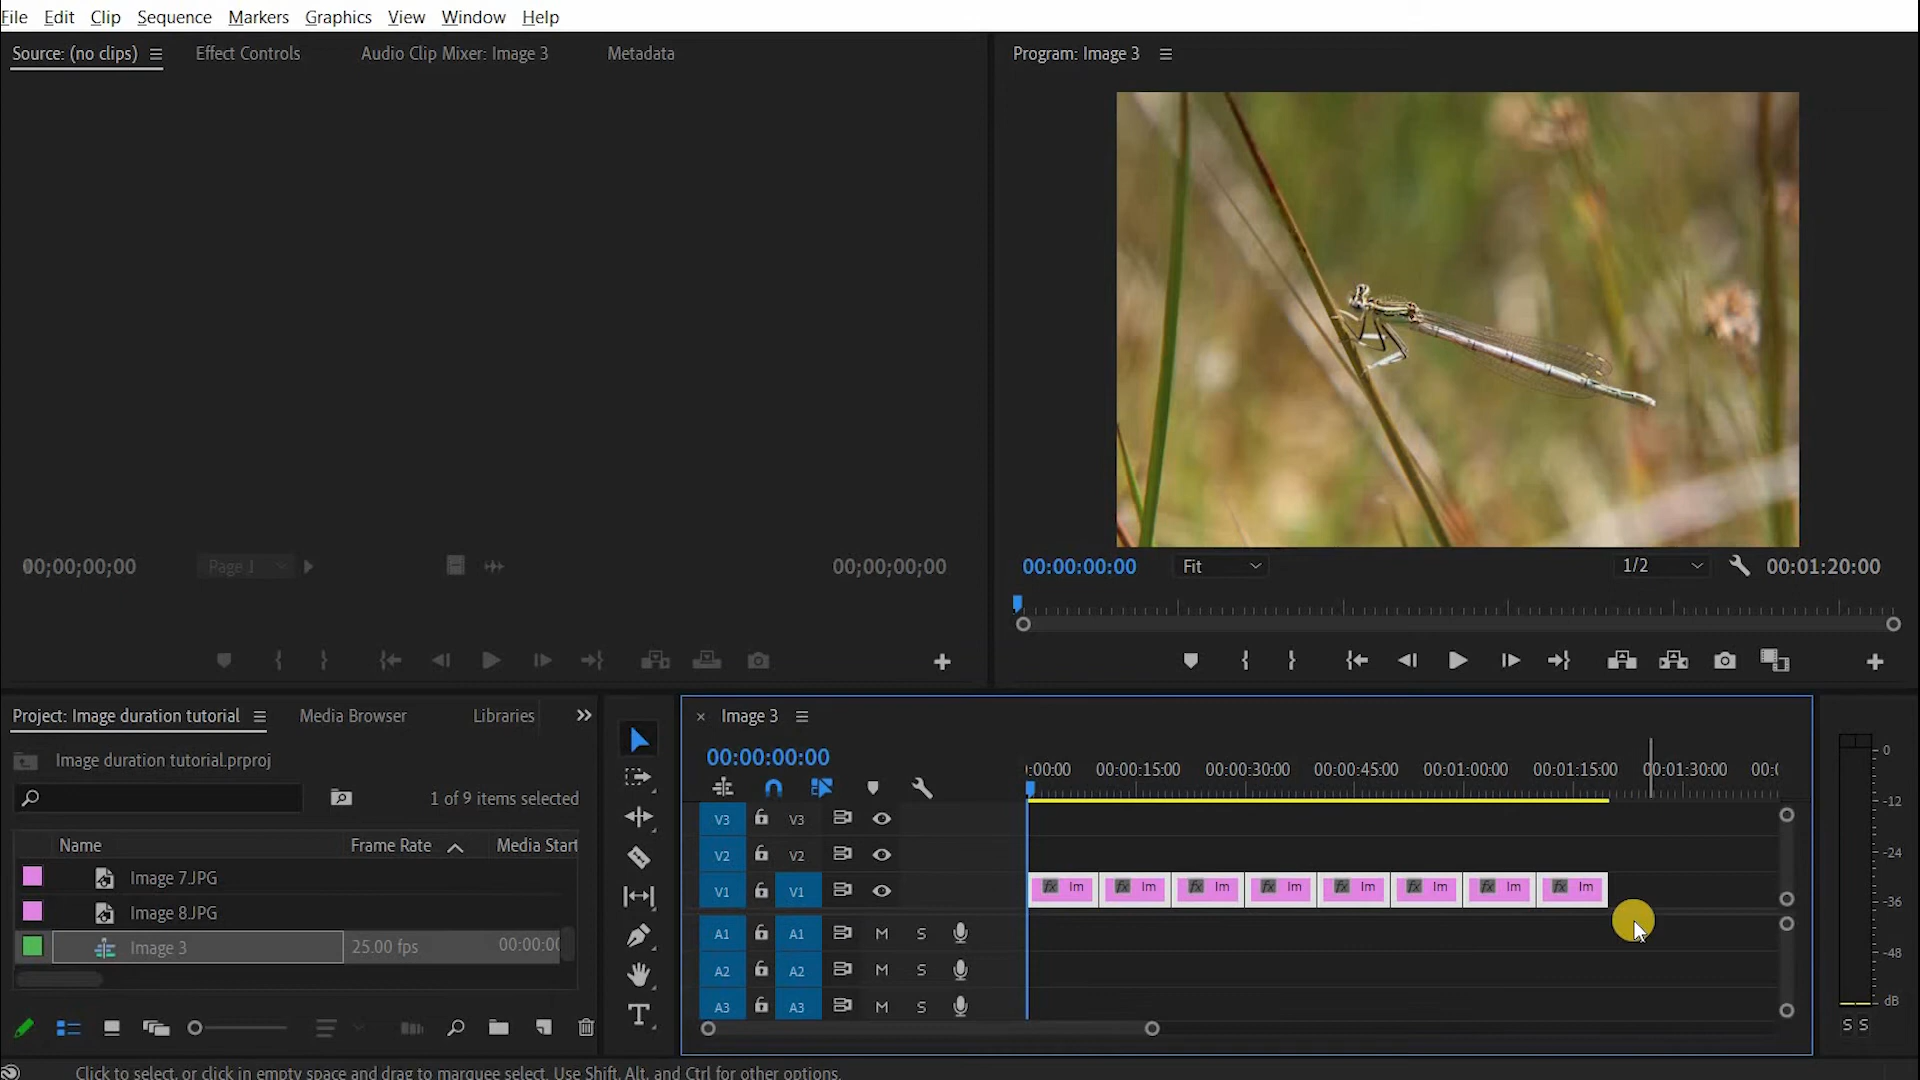 File Edit Clip Sequence Markers Graphics View Window Help
Source: (no clips) Effect Controls Audio Clip Mixer: Image 3 Metadata
Program: Image 3
00;00;00;00 Page 1 00;00;00;00
00:00:00:00 Fit 1/2 00:01:20:00
Project: Image duration tutorial Media Browser Libraries
Image duration tutorial.prproj
1 of 9 items selected
Name Frame Rate Media Start
Image 7.JPG
Image 8.JPG
Image 3 25.00 fps 00:00:00
Image 3
00:00:00:00
:00:00 00:00:15:00 00:00:30:00 00:00:45:00 00:01:00:00 00:01:15:00 00:01:30:00 00:0
V3 V3
V2 V2
V1 V1 fx Im fx Im fx Im fx Im fx Im fx Im fx Im fx Im
A1 A1 M S
A2 A2 M S
A3 A3 M S
0
-12
-24
-36
-48
dB
S S
Click to select, or click in empty space and drag to marquee select. Use Shift, Alt, and Ctrl for other options.